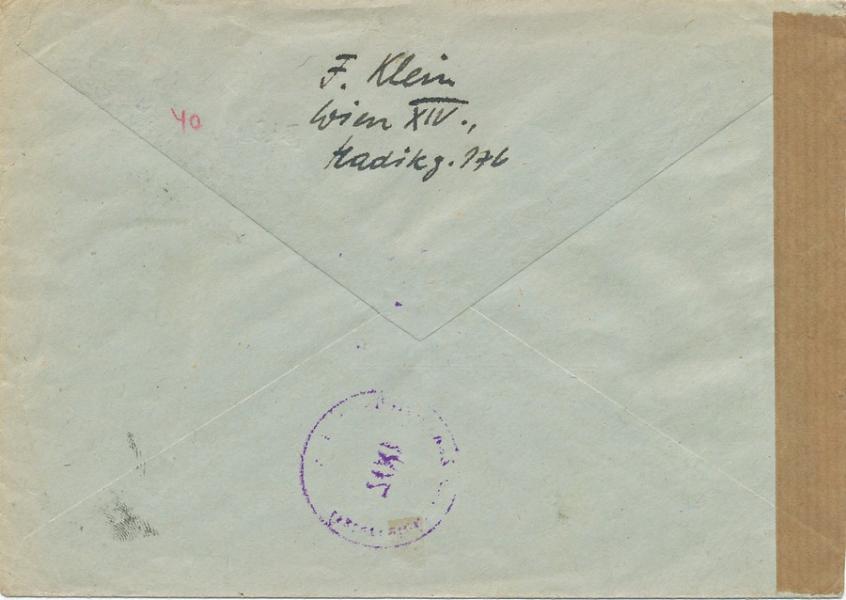 F. Klein
Wien XIV.,
Hadikg. 176
40